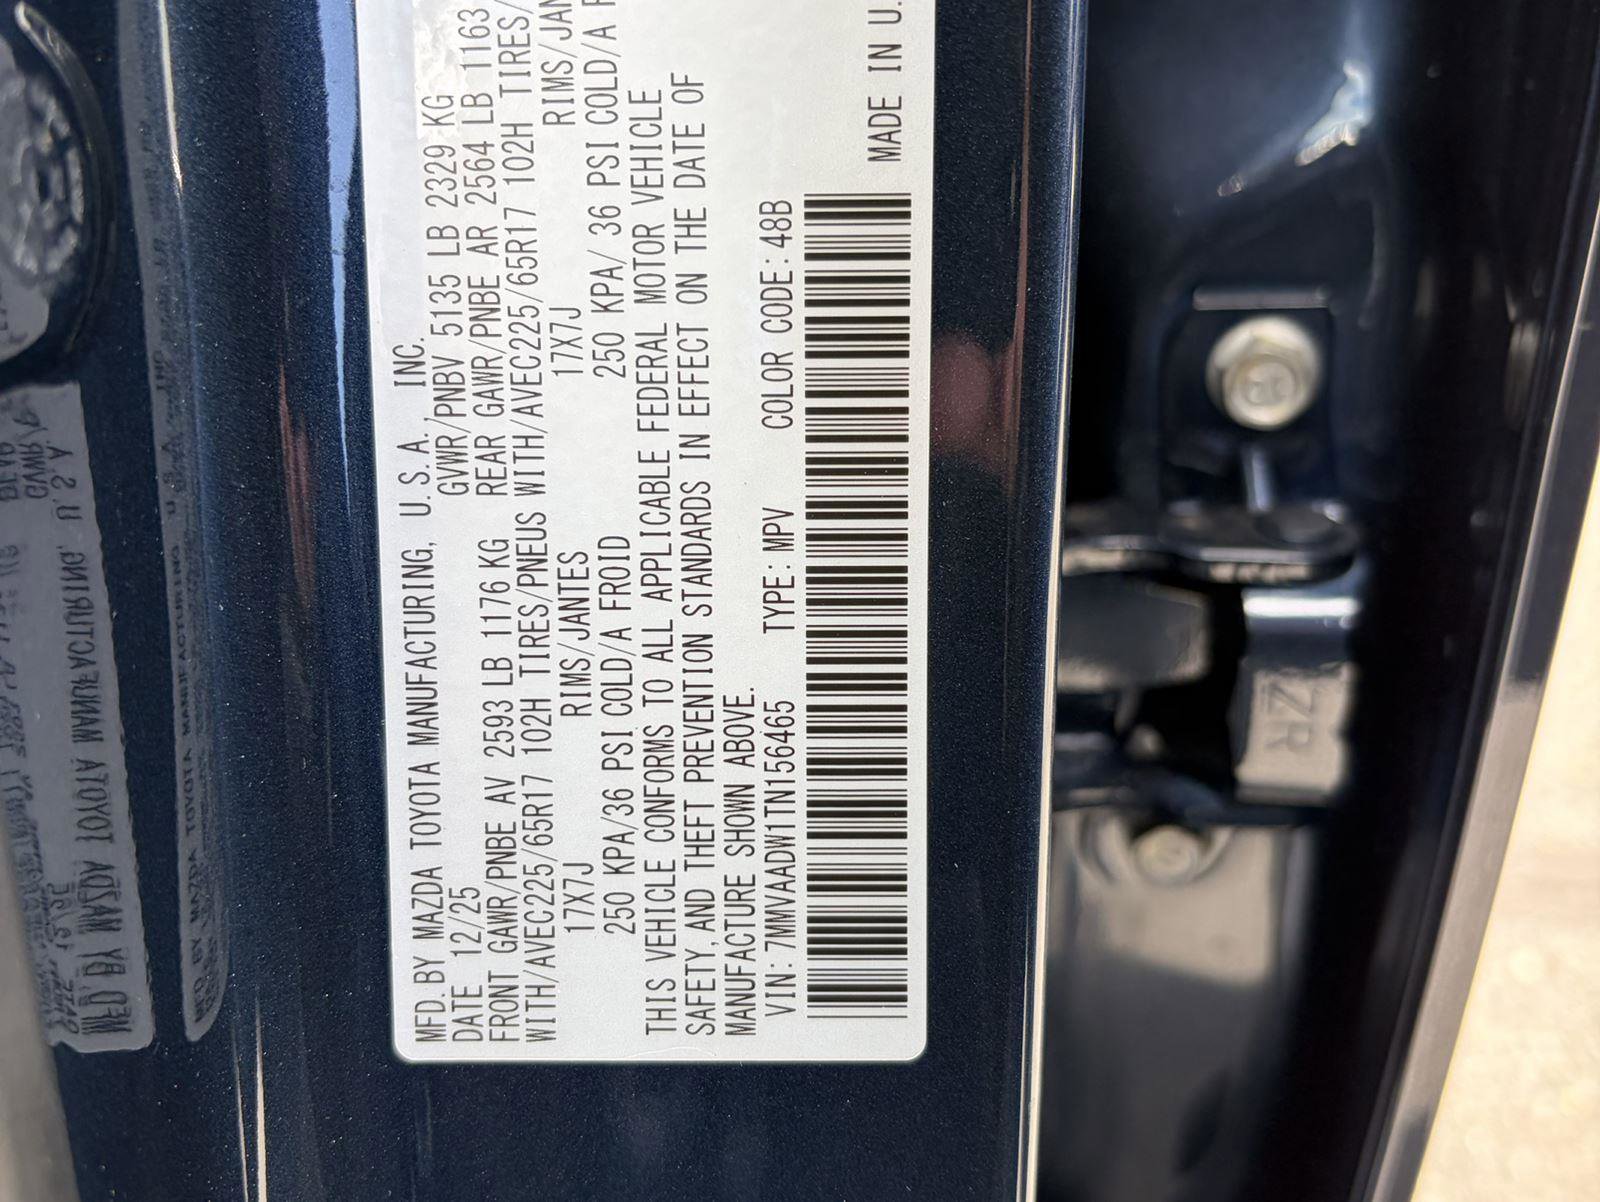 MFD. BY MAZDA TOYOTA MANUFACTURING, U. S. A. INC.
DATE 12/25 GVWR/PNBV 5135 LB 2329 KG
FRONT GAWR/PNBE AV 2593 LB 1176 KG REAR GAWR/PNBE AR 2564 LB 1163
WITH/AVEC225/65R17 102H TIRES/PNEUS WITH/AVEC225/65R17 102H TIRES/
17X7J RIMS/JANTES 17X7J RIMS/JAN
250 KPA/36 PSI COLD/A FROID 250 KPA/ 36 PSI COLD/A F
THIS VEHICLE CONFORMS TO ALL APPLICABLE FEDERAL MOTOR VEHICLE
SAFETY, AND THEFT PREVENTION STANDARDS IN EFFECT ON THE DATE OF
MANUFACTURE SHOWN ABOVE.
VIN: 7MMVAADW1TN156465 TYPE: MPV COLOR CODE: 48B
MADE IN U.
ZR